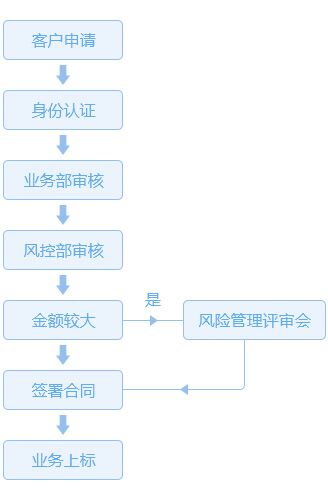 客户申请
身份认证
业务部审核
风控部审核
是
金额较大
风险管理评审会
签署合同
业务上标